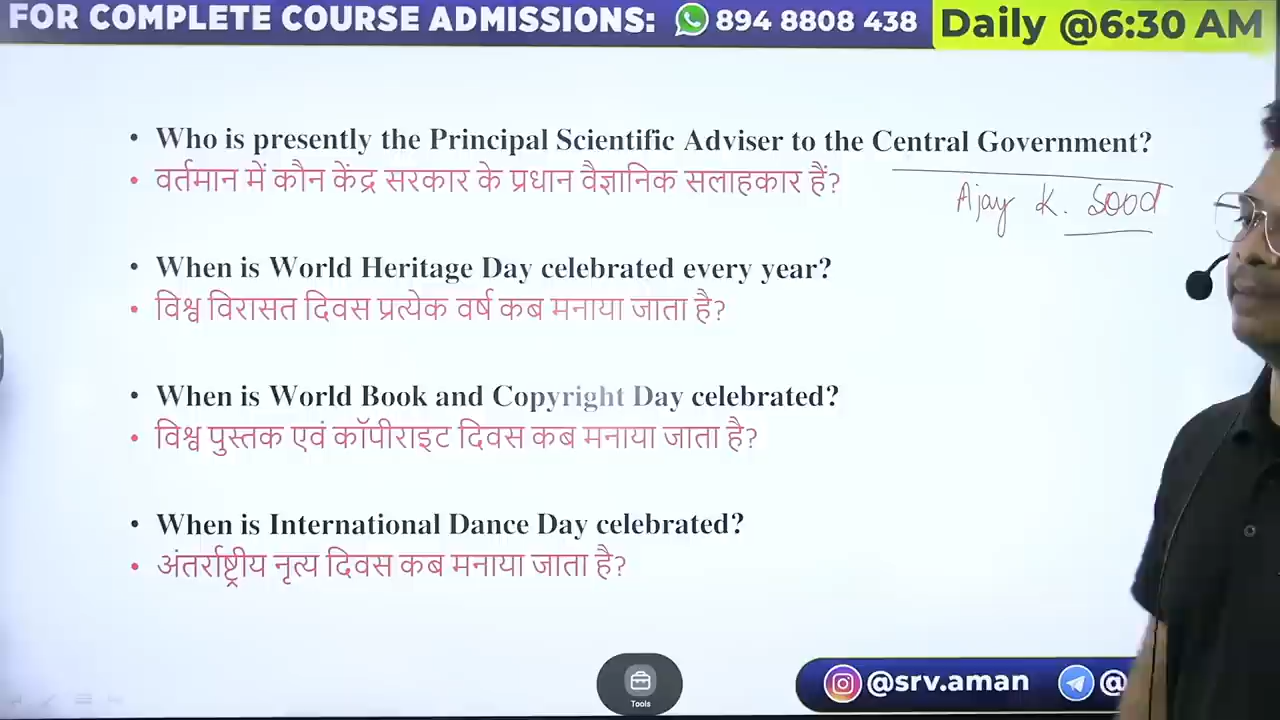 FOR COMPLETE COURSE ADMISSIONS: 894 8808 438 Daily @6:30 AM
• Who is presently the Principal Scientific Adviser to the Central Government?
• वर्तमान में कौन केंद्र सरकार के प्रधान वैज्ञानिक सलाहकार हैं?
Ajay K. Sood
• When is World Heritage Day celebrated every year?
• विश्व विरासत दिवस प्रत्येक वर्ष कब मनाया जाता है?
• When is World Book and Copyright Day celebrated?
• विश्व पुस्तक एवं कॉपीराइट दिवस कब मनाया जाता है?
• When is International Dance Day celebrated?
• अंतर्राष्ट्रीय नृत्य दिवस कब मनाया जाता है?
Tools
@srv.aman @